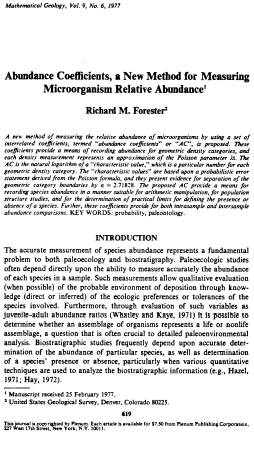 Mathematical Geology, Vol. 9, No. 6, 1977
Abundance Coefficients, a New Method for Measuring
Microorganism Relative Abundance¹
Richard M. Forester²
A new method of measuring the relative abundance of microorganisms by using a set of
interrelated coefficients, termed "abundance coefficients" or "AC", is proposed. These
coefficients provide a means of recording abundance for geometric density categories, and
each density measurement represents an approximation of the Poisson parameter λt. The
AC is the natural logarithm of a "characteristic value," which is a particular number for each
geometric density category. The "characteristic values" are based upon a probabilistic error
statement derived from the Poisson formula, and they present evidence for separation of the
geometric category boundaries by e = 2.71828. The proposed AC provide a means for
recording species abundance in a manner suitable for arithmetic manipulation, for population
structure studies, and for the determination of practical limits for defining the presence or
absence of a species. Further, these coefficients provide for both intrasample and intersample
abundance comparisons. KEY WORDS: probability, paleontology.
INTRODUCTION
The accurate measurement of species abundance represents a fundamental
problem to both paleoecology and biostratigraphy. Paleoecologic studies
often depend directly upon the ability to measure accurately the abundance
of each species in a sample. Such measurements allow qualitative evaluation
(when possible) of the probable environment of deposition through know-
ledge (direct or inferred) of the ecologic preferences or tolerances of the
species involved. Furthermore, through evaluation of such variables as
juvenile-adult abundance ratios (Whatley and Kaye, 1971) it is possible to
determine whether an assemblage of organisms represents a life or nonlife
assemblage, a question that is often crucial to detailed paleoenvironmental
analysis. Biostratigraphic studies frequently depend upon accurate deter-
mination of the abundance of particular species, as well as determination
of a species' presence or absence, particularly when various quantitative
techniques are used to analyze the biostratigraphic information (e.g., Hazel,
1971; Hay, 1972).
¹ Manuscript received 25 February 1977.
² United States Geological Survey, Denver, Colorado 80225.
619
This journal is copyrighted by Plenum. Each article is available for $7.50 from Plenum Publishing Corporation,
227 West 17th Street, New York, N.Y. 10011.